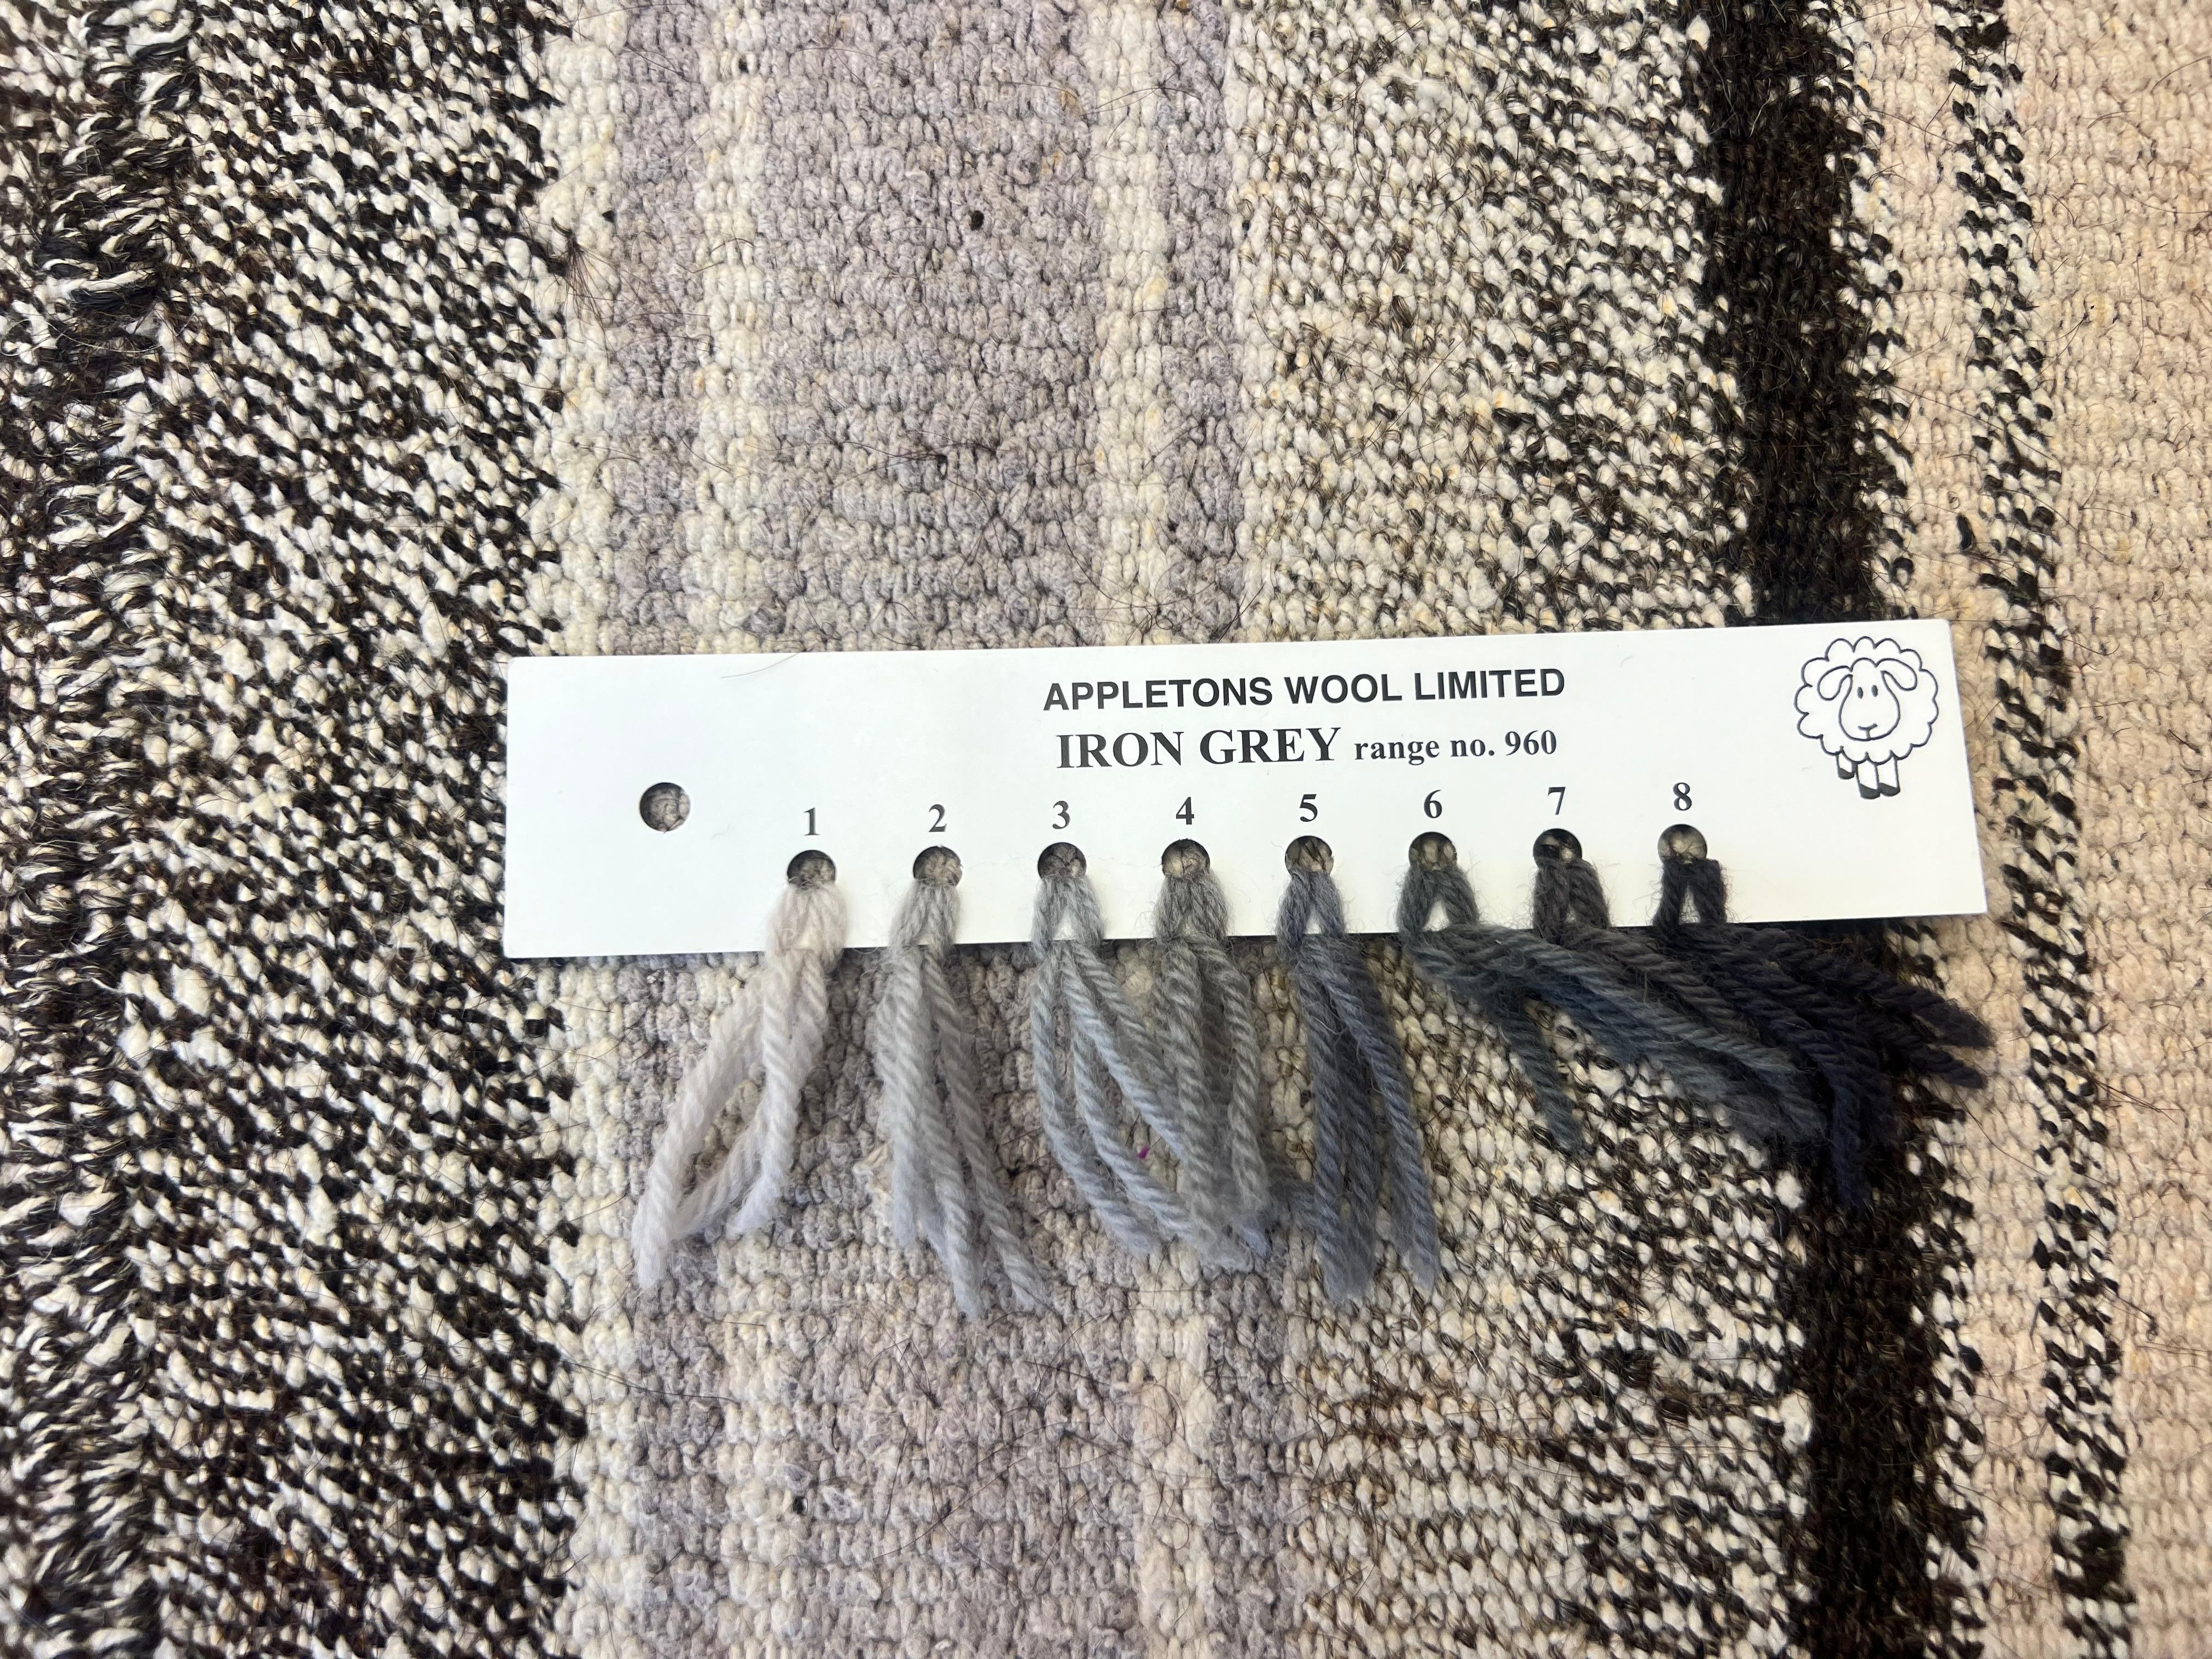 APPLETONS WOOL LIMITED
IRON GREY range no. 960
1 2 3 4 5 6 7 8